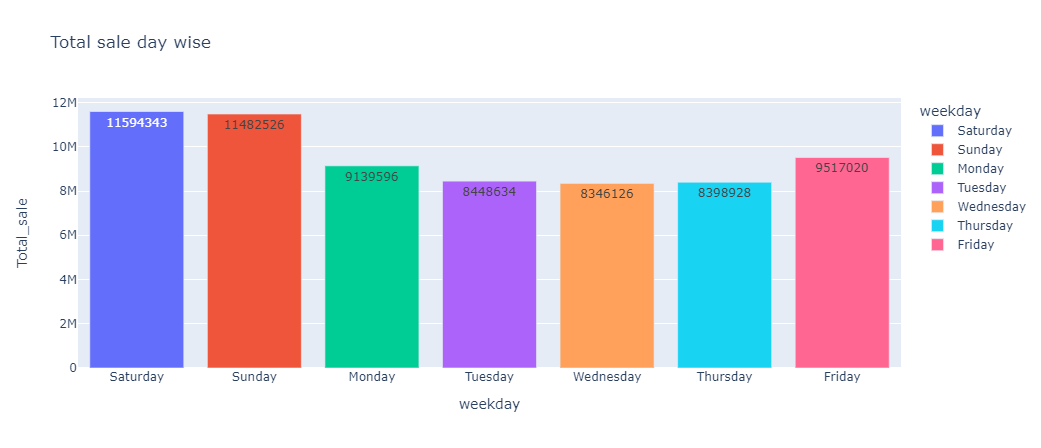 Total sale day wise
12M
10M
8M
6M
4M
2M
0
Total_sale
11594343
11482526
9139596
8448634
8346126
8398928
9517020
Saturday
Sunday
Monday
Tuesday
Wednesday
Thursday
Friday
weekday
weekday
Saturday
Sunday
Monday
Tuesday
Wednesday
Thursday
Friday